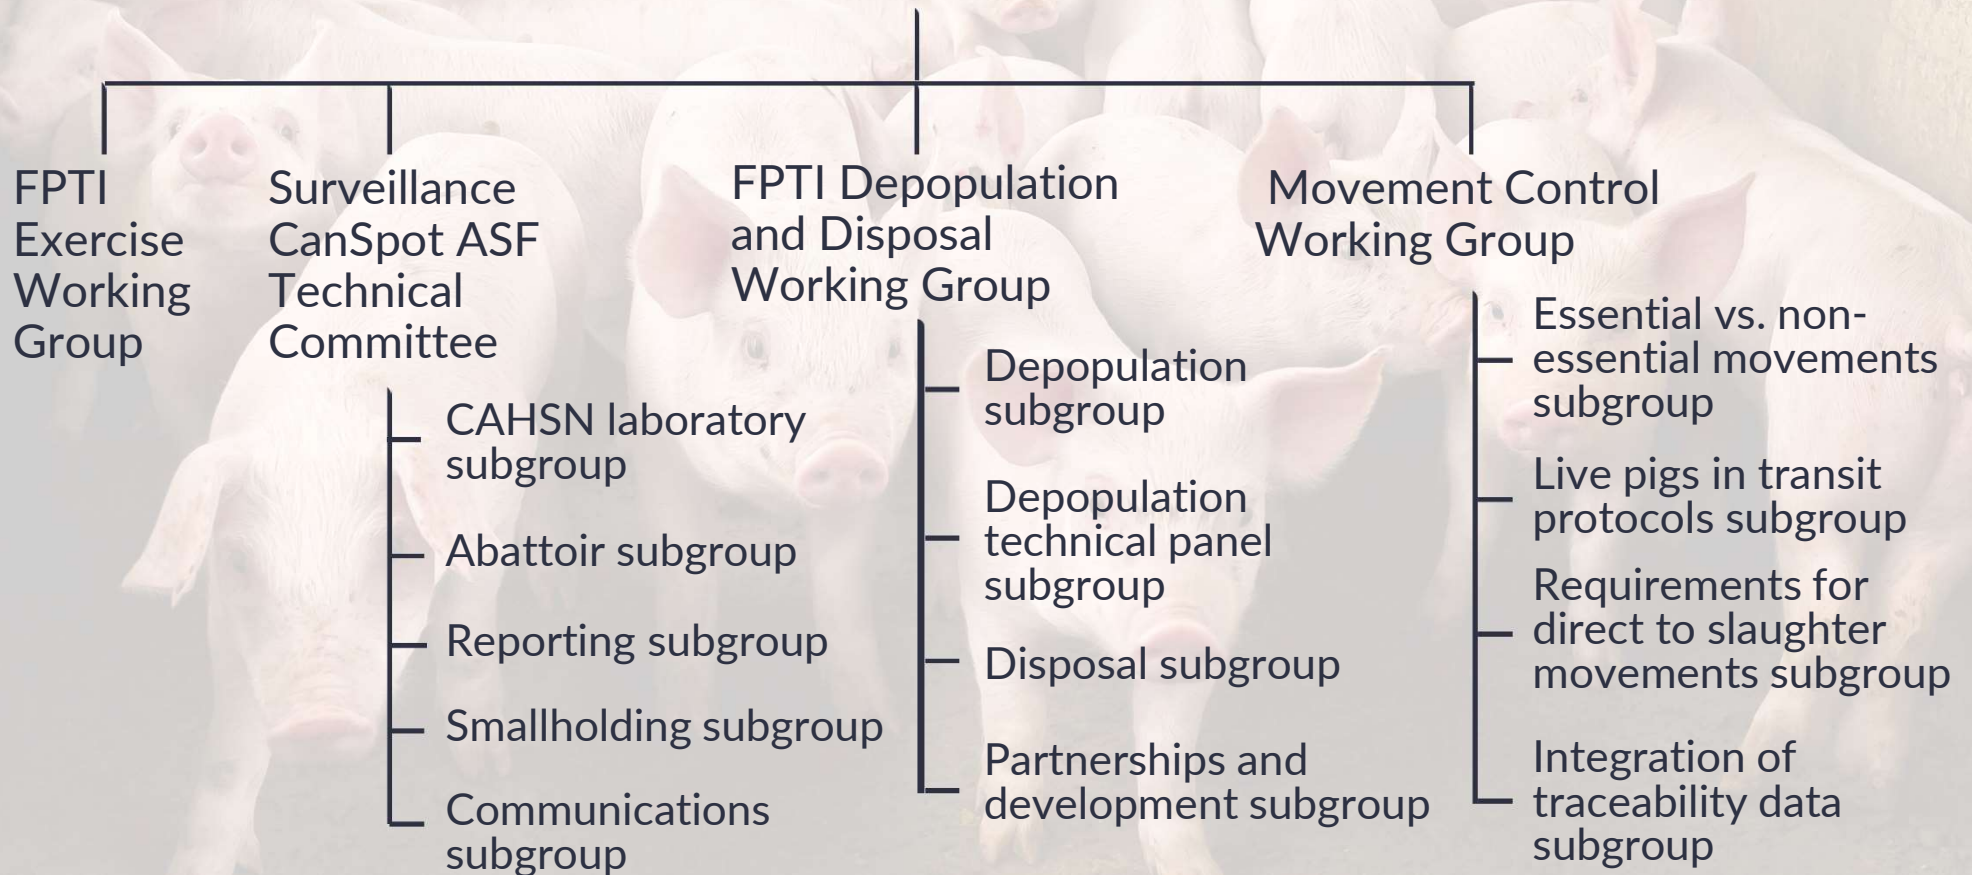 FPTI
Exercise
Working
Group
Surveillance
CanSpot ASF
Technical
Committee
CAHSN laboratory
subgroup
Abattoir subgroup
Reporting subgroup
Smallholding subgroup
Communications
subgroup
FPTI Depopulation
and Disposal
Working Group
Depopulation
subgroup
Depopulation
technical panel
subgroup
Disposal subgroup
Partnerships and
development subgroup
Movement Control
Working Group
Essential vs. non-
essential movements
subgroup
Live pigs in transit
protocols subgroup
Requirements for
direct to slaughter
movements subgroup
Integration of
traceability data
subgroup